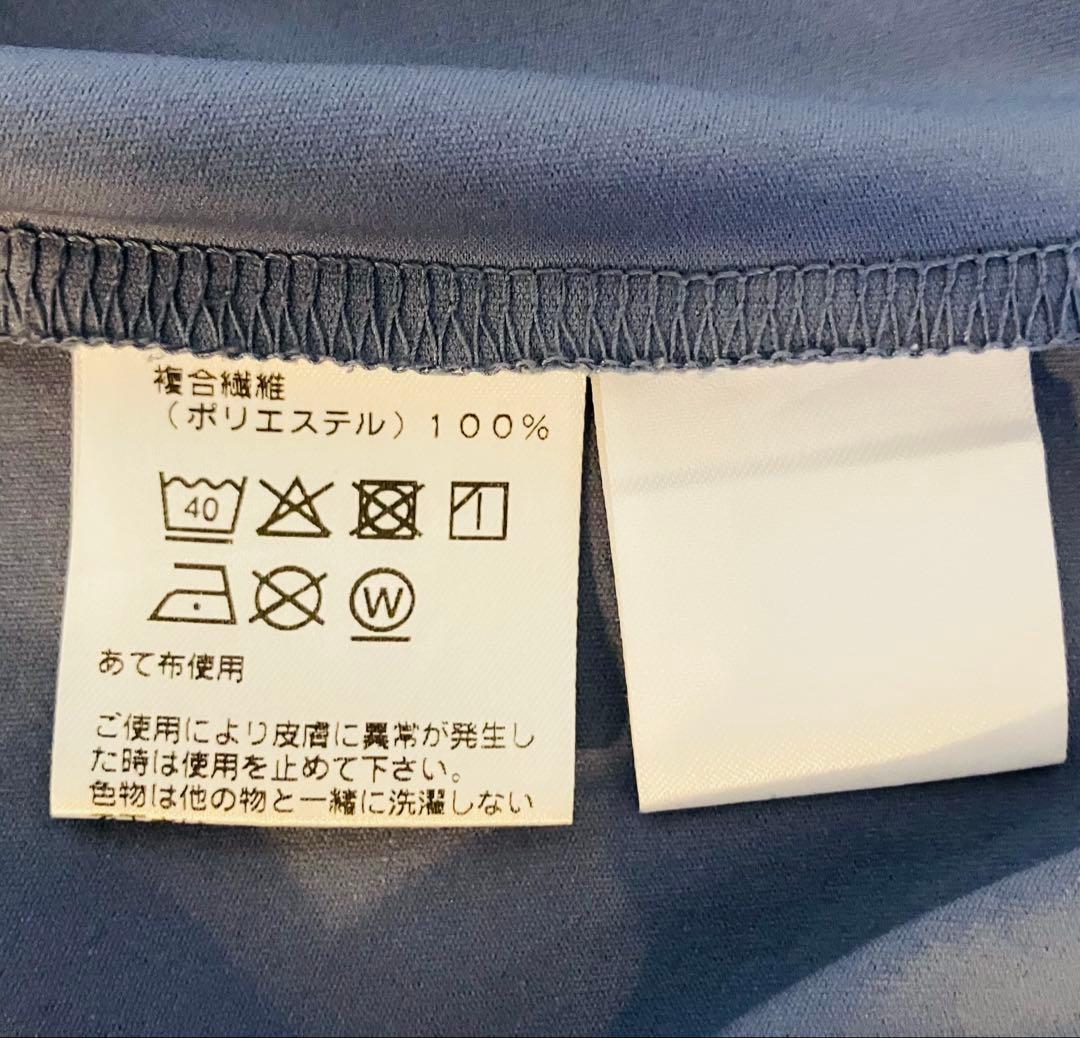 複合繊維
（ポリエステル）１００％
40
W
あて布使用
ご使用により皮膚に異常が発生し
た時は使用を止めて下さい。
色物は他の物と一緒に洗濯しない